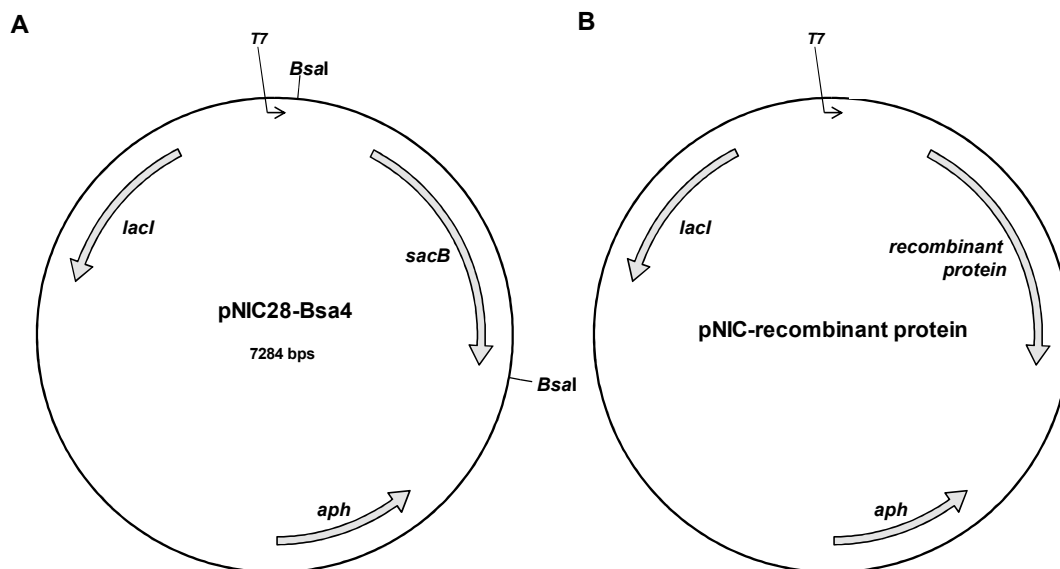 A
T7
BsaI
lacI
sacB
pNIC28-Bsa4
7284 bps
BsaI
aph
B
T7
lacI
recombinant
protein
pNIC-recombinant protein
aph